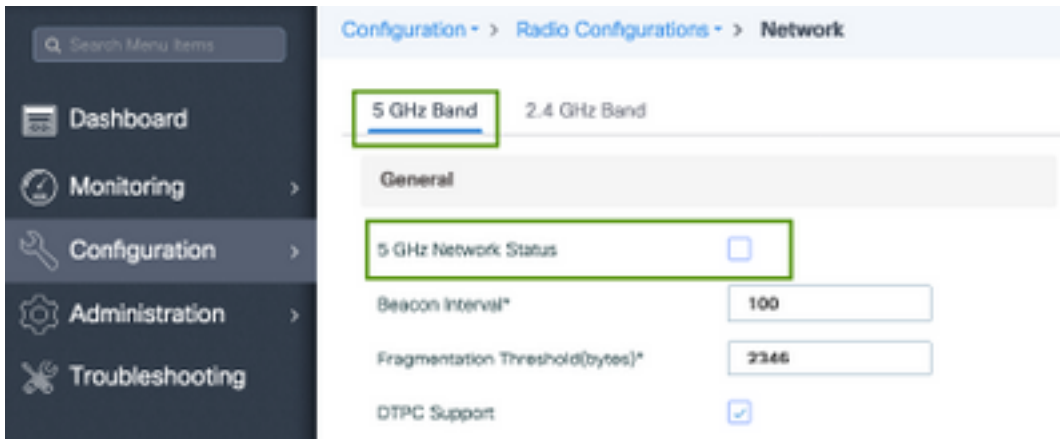 Search Menu Items
Dashboard
Monitoring
Configuration
Administration
Troubleshooting
Configuration > Radio Configurations > Network
5 GHz Band
2.4 GHz Band
General
5 GHz Network Status
Beacon Interval*
100
Fragmentation Threshold(bytes)*
2346
DTPC Support